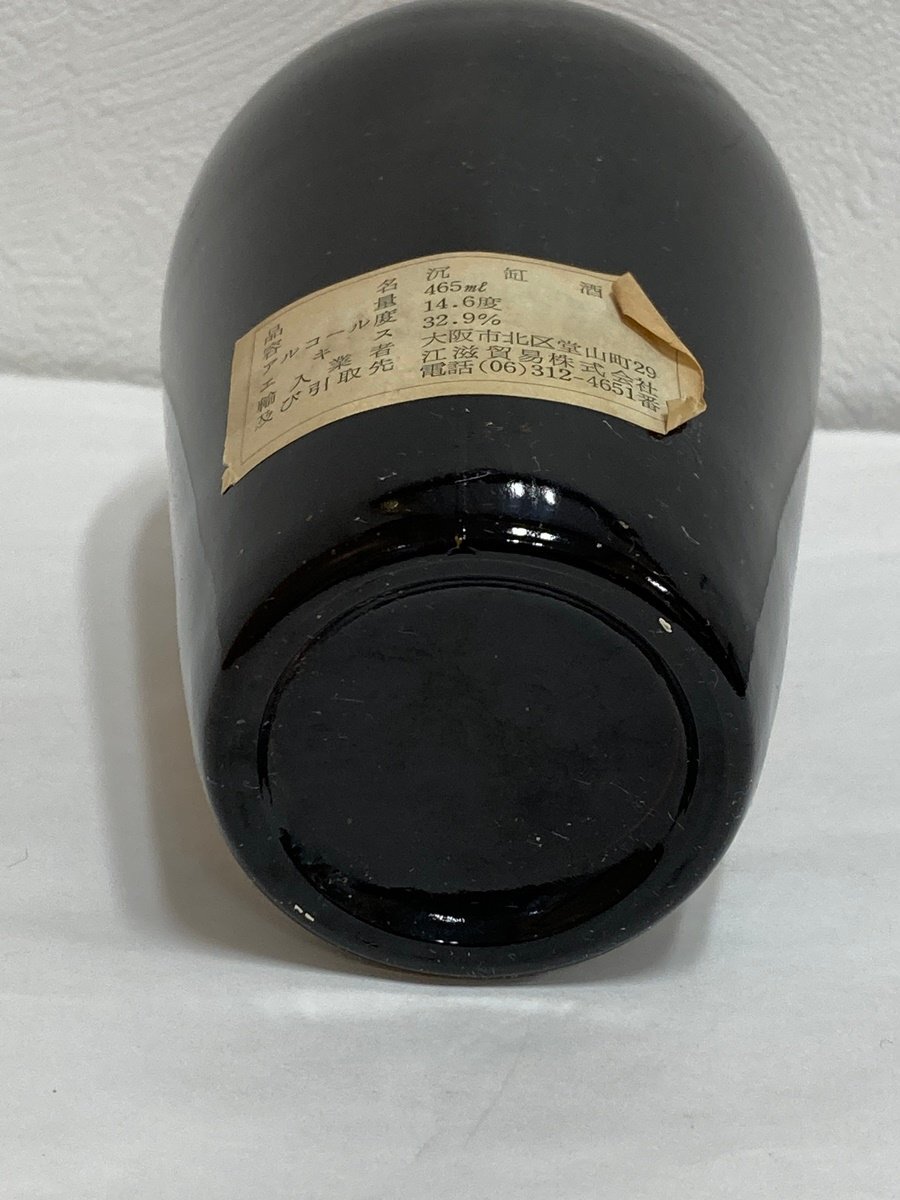 品名 沉缸酒
容量 465㎖
アルコール度 14.6度
エキス 32.9%
輸入業者 大阪市北区堂山町29
及び引取先 江滋貿易株式会社
電話(06)312-4651番